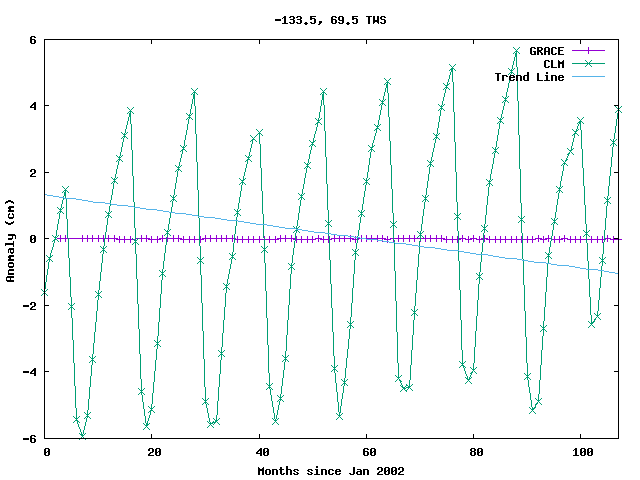 -133.5, 69.5 TWS
GRACE
CLM
Trend Line
6
4
2
0
-2
-4
-6
Anomaly (cm)
0 20 40 60 80 100
Months since Jan 2002